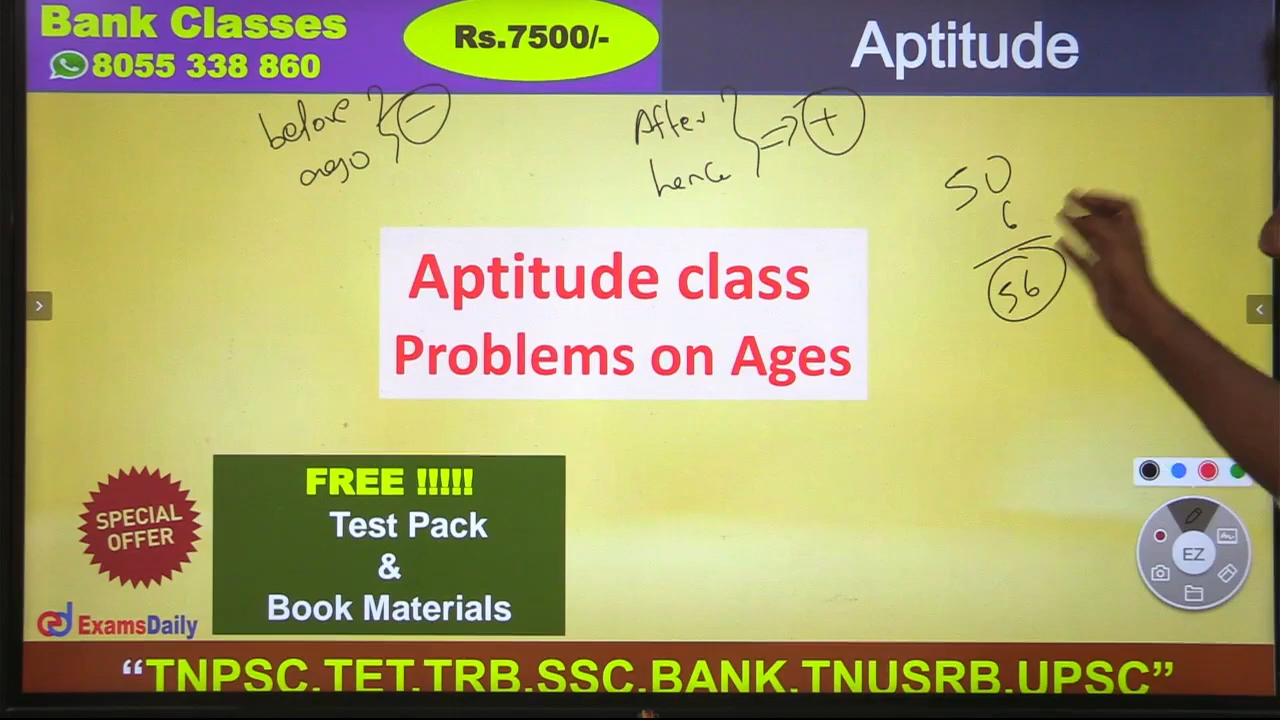 Bank Classes
8055 338 860
Rs.7500/-
Aptitude
before
ago
-
After
hence
+
50
6
56
Aptitude class
Problems on Ages
SPECIAL
OFFER
FREE !!!!!
Test Pack
&
Book Materials
EZ
ExamsDaily
“TNPSC.TET.TRB.SSC.BANK.TNUSRB.UPSC”